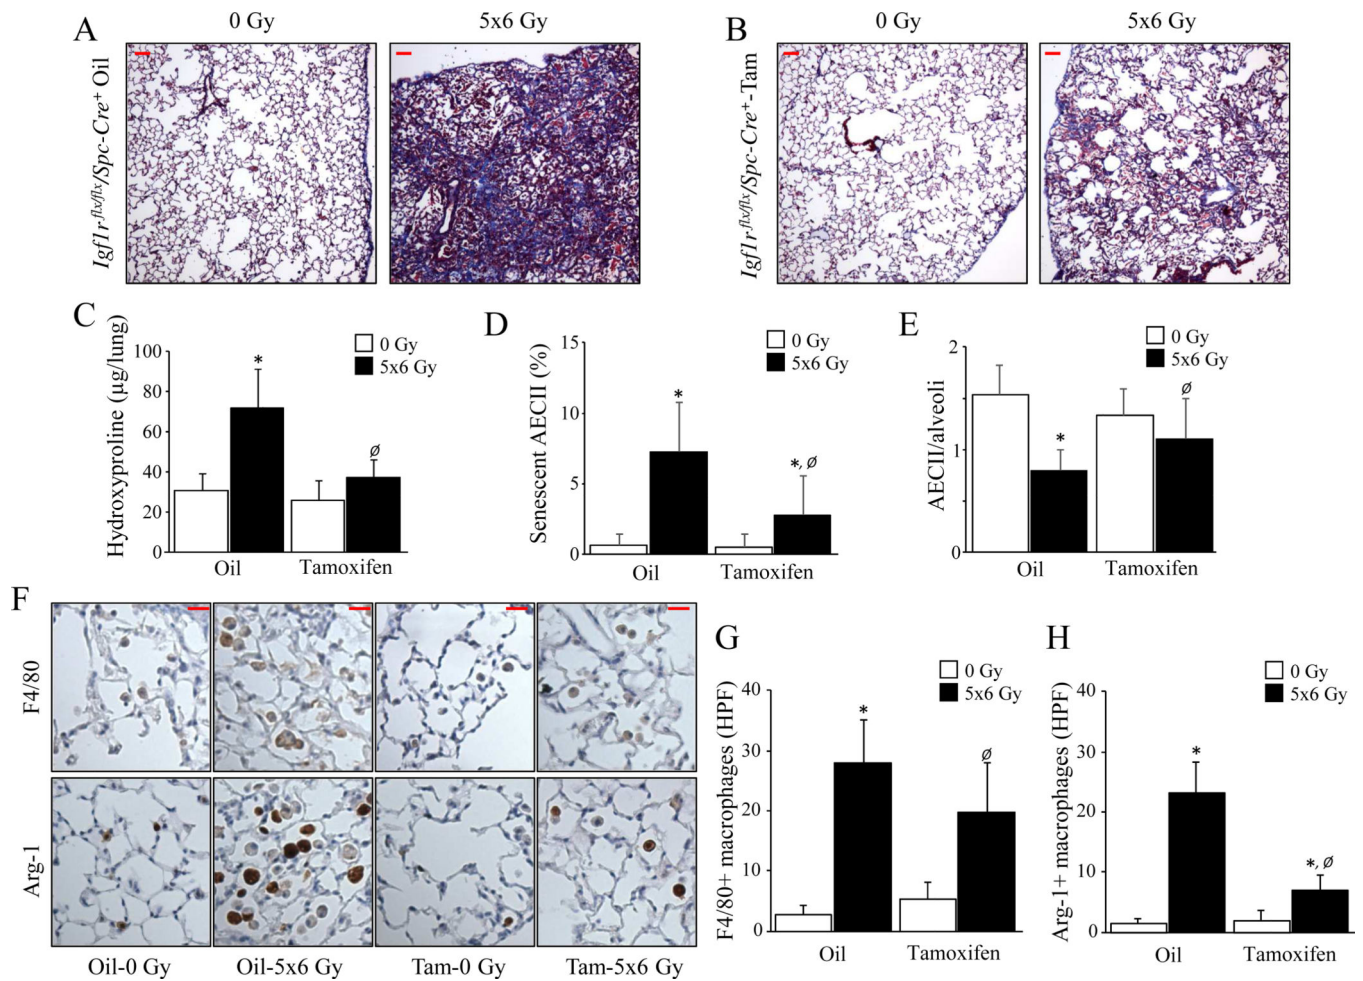 A
0 Gy
5x6 Gy
Igf1r flx/flx/Spc-Cre+ Oil
B
0 Gy
5x6 Gy
Igf1r flx/flx/Spc-Cre+-Tam
C
0 Gy
5x6 Gy
Hydroxyproline (µg/lung)
100
80
60
40
20
0
*
ø
Oil
Tamoxifen
D
0 Gy
5x6 Gy
Senescent AECII (%)
15
10
5
0
*
*, ø
Oil
Tamoxifen
E
0 Gy
5x6 Gy
AECII/alveoli
2
1
0
*
ø
Oil
Tamoxifen
F
F4/80
Arg-1
Oil-0 Gy
Oil-5x6 Gy
Tam-0 Gy
Tam-5x6 Gy
G
0 Gy
5x6 Gy
F4/80+ macrophages (HPF)
40
30
20
10
0
*
ø
Oil
Tamoxifen
H
0 Gy
5x6 Gy
Arg-1+ macrophages (HPF)
40
30
20
10
0
*
*, ø
Oil
Tamoxifen